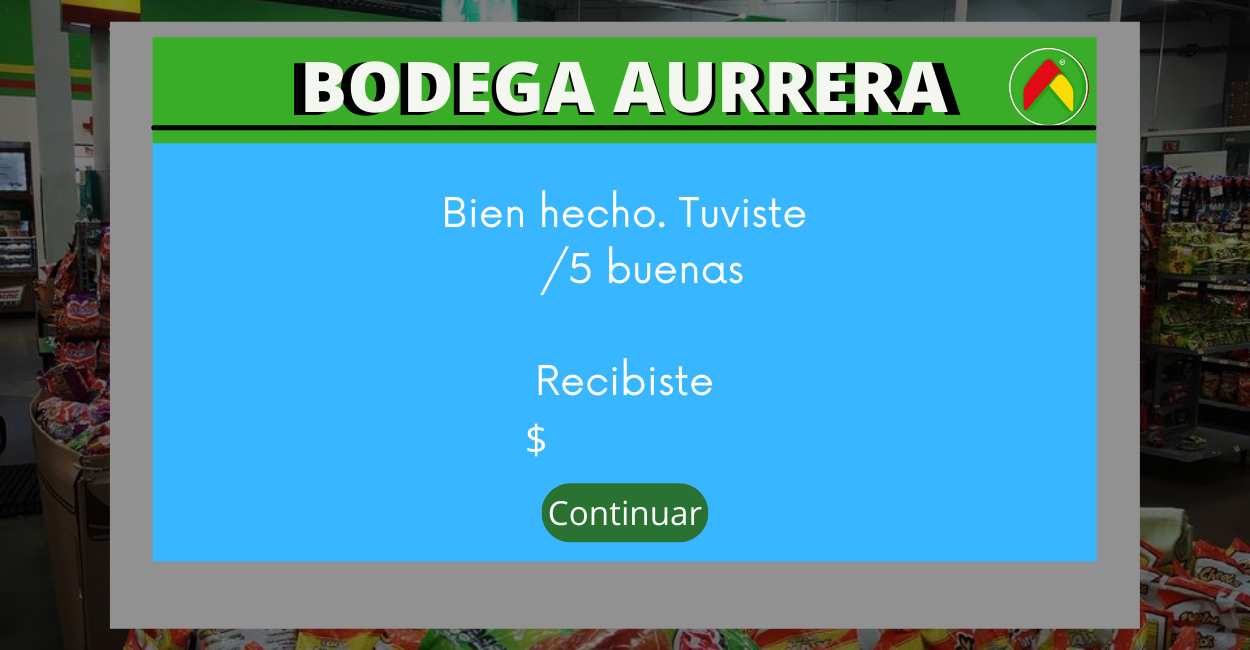 BODEGA AURRERA
®
Bien hecho. Tuviste
/5 buenas
Recibiste
$
Continuar